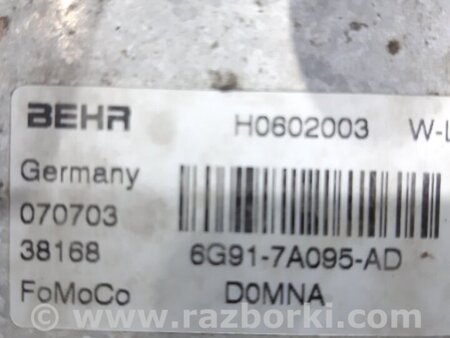 BEHR H0602003 W-L
Germany
070703
38168 6G91-7A095-AD
FoMoCo D0MNA
© www.razborki.com